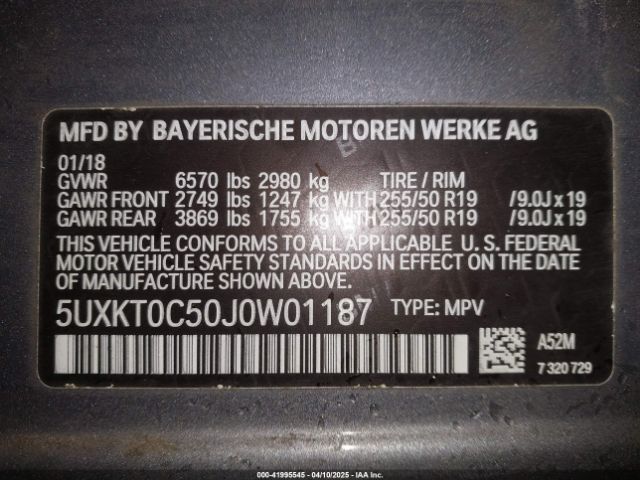 MFD BY BAYERISCHE MOTOREN WERKE AG
01/18
GVWR 6570 lbs 2980 kg TIRE / RIM
GAWR FRONT 2749 lbs 1247 kg WITH 255/50 R19 /9.0J x 19
GAWR REAR 3869 lbs 1755 kg WITH 255/50 R19 /9.0J x 19
THIS VEHICLE CONFORMS TO ALL APPLICABLE U. S. FEDERAL
MOTOR VEHICLE SAFETY STANDARDS IN EFFECT ON THE DATE
OF MANUFACTURE SHOWN ABOVE.
5UXKT0C50J0W01187 TYPE: MPV
A52M
7 320 729
000-41995545 - 04/10/2025 - IAA Inc.